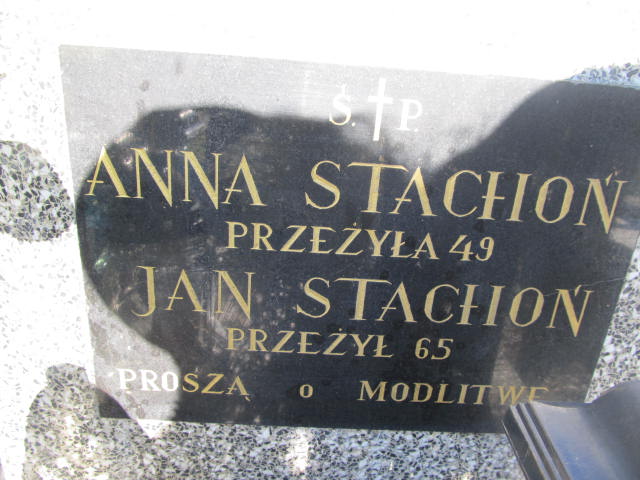 Ś. P.
ANNA STACHOŃ
PRZEŻYŁA 49
JAN STACHOŃ
PRZEŻYŁ 65
PROSZĄ O MODLITWĘ